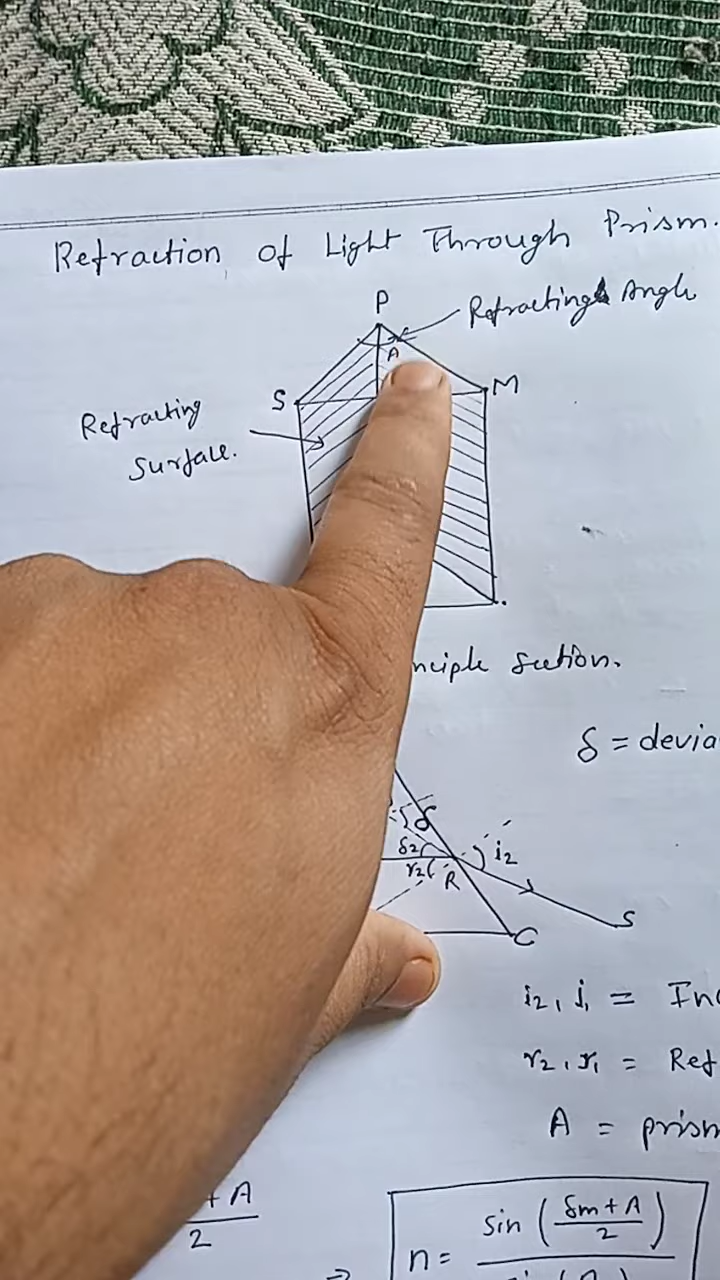 Refraction of Light Through Prism.
P
Refracting Angle
A
S
M
Refracting
Surface.
nciple Section.
δ = devia
δ
δ2
i2
r2
R
S
C
i2, i1 = Inc
r2, r1 = Ref
A = prism
+ A
2
n = sin (δm + A
2)